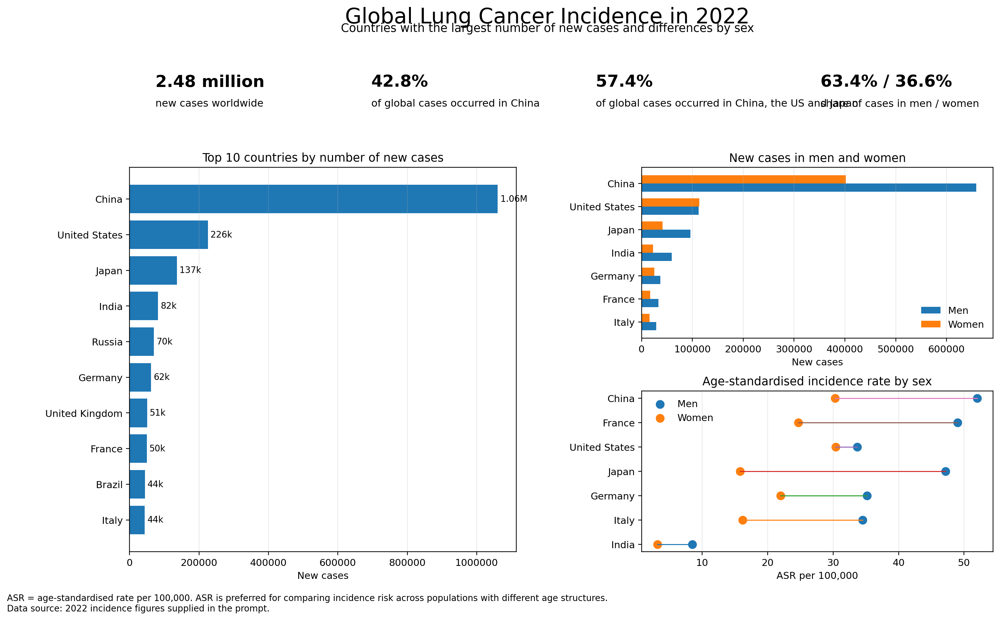 Global Lung Cancer Incidence in 2022
Countries with the largest number of new cases and differences by sex
2.48 million
new cases worldwide
42.8%
of global cases occurred in China
57.4%
of global cases occurred in China, the US and Japan
63.4% / 36.6%
share of cases in men / women
Top 10 countries by number of new cases
China
1.06M
United States
226k
Japan
137k
India
82k
Russia
70k
Germany
62k
United Kingdom
51k
France
50k
Brazil
44k
Italy
44k
0 200000 400000 600000 800000 1000000
New cases
New cases in men and women
China
United States
Japan
India
Germany
France
Italy
Men
Women
0 100000 200000 300000 400000 500000 600000
New cases
Age-standardised incidence rate by sex
China
France
United States
Japan
Germany
Italy
India
Men
Women
10 20 30 40 50
ASR per 100,000
ASR = age-standardised rate per 100,000. ASR is preferred for comparing incidence risk across populations with different age structures.
Data source: 2022 incidence figures supplied in the prompt.